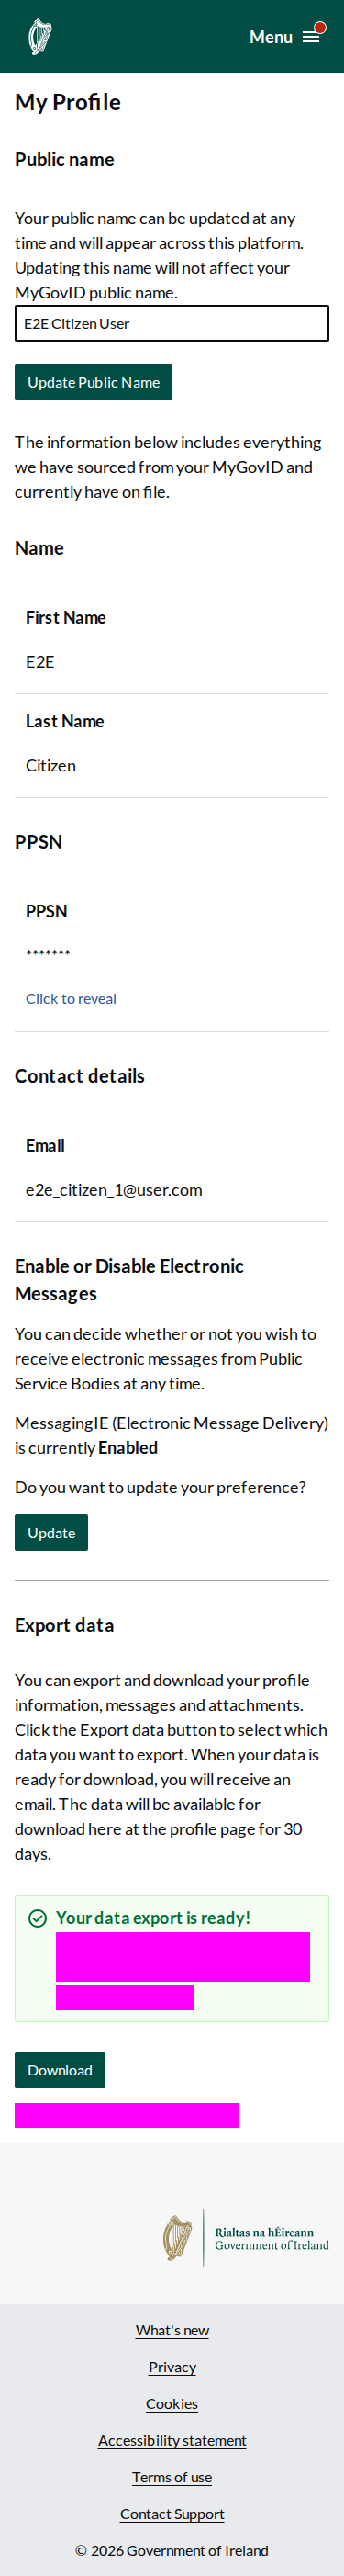 Menu
My Profile
Public name
Your public name can be updated at any
time and will appear across this platform.
Updating this name will not affect your
MyGovID public name.
E2E Citizen User
Update Public Name
The information below includes everything
we have sourced from your MyGovID and
currently have on file.
Name
First Name
E2E
Last Name
Citizen
PPSN
PPSN
*******
Click to reveal
Contact details
Email
e2e_citizen_1@user.com
Enable or Disable Electronic
Messages
You can decide whether or not you wish to
receive electronic messages from Public
Service Bodies at any time.
MessagingIE (Electronic Message Delivery)
is currently Enabled
Do you want to update your preference?
Update
Export data
You can export and download your profile
information, messages and attachments.
Click the Export data button to select which
data you want to export. When your data is
ready for download, you will receive an
email. The data will be available for
download here at the profile page for 30
days.
Your data export is ready!
Download
Rialtas na hÉireann
Government of Ireland
What's new
Privacy
Cookies
Accessibility statement
Terms of use
Contact Support
© 2026 Government of Ireland